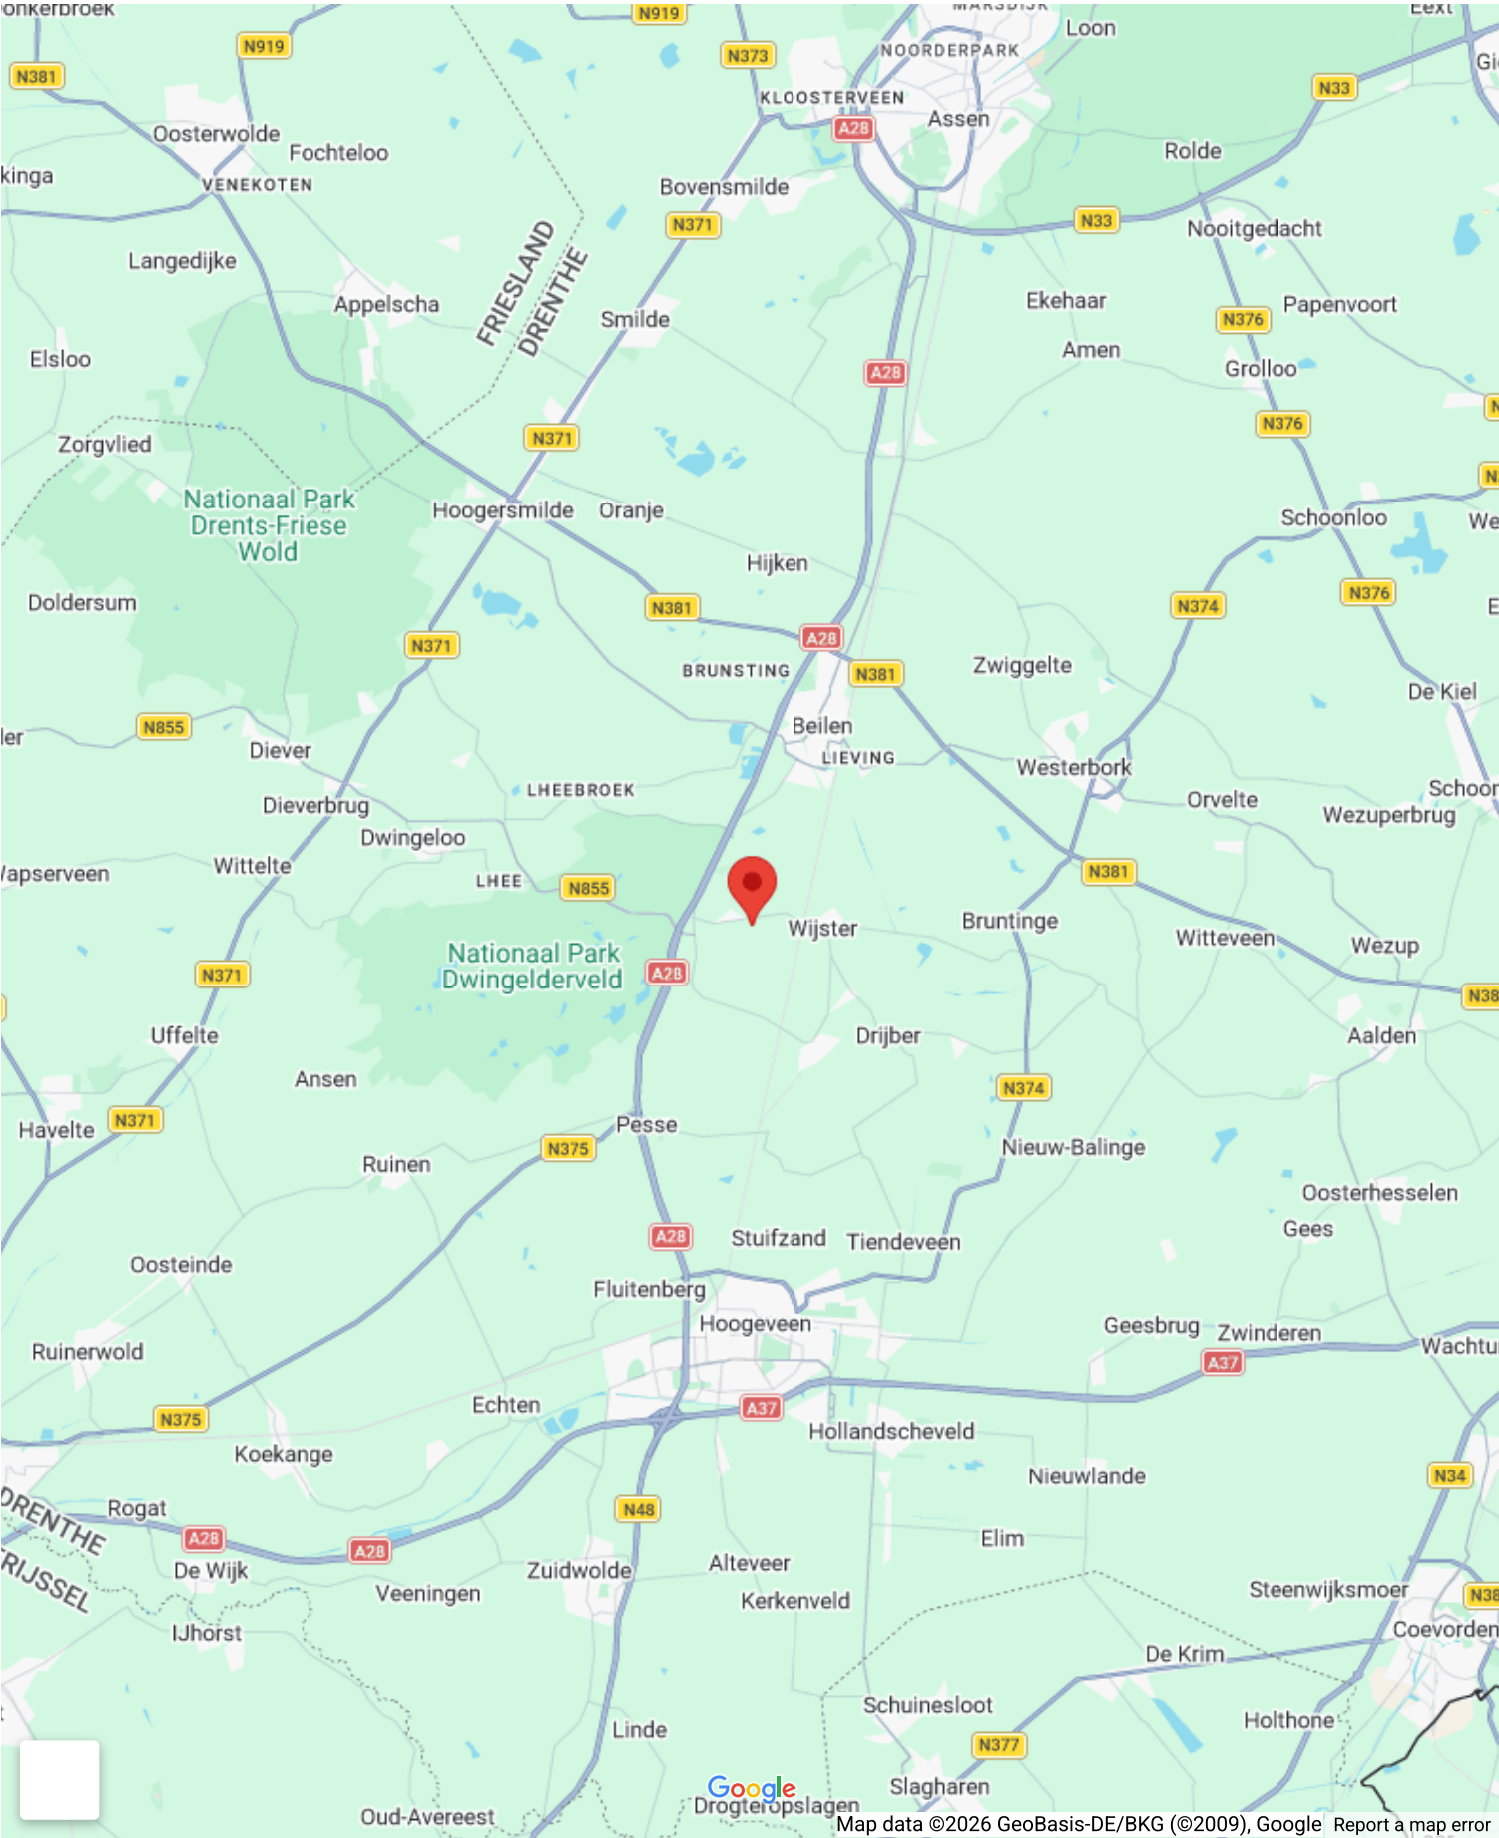 N919
MARSDIJK
Eext
Loon
N919
NOORDERPARK
N373
N381
N33
KLOOSTERVEEN
Assen
A28
Oosterwolde
Fochteloo
Rolde
VENEKOTEN
Bovensmilde
N371
N33
Nooitgedacht
Langedijke
FRIESLAND
DRENTHE
Appelscha
Ekehaar
Papenvoort
Smilde
N376
Elsloo
Amen
A28
Grolloo
N371
N376
Zorgvlied
Nationaal Park
Drents-Friese
Wold
Hoogersmilde
Oranje
Schoonloo
Hijken
Doldersum
N381
N374
N376
N371
A28
BRUNSTING
N381
Zwiggelte
De Kiel
N855
Beilen
Diever
LIEVING
Westerbork
LHEEBROEK
Orvelte
Dieverbrug
Wezuperbrug
Dwingeloo
Wittelte
LHEE
N855
N381
Wijster
Bruntinge
Witteveen
Wezup
Nationaal Park
Dwingelderveld
N371
A28
Uffelte
Drijber
Aalden
Ansen
N374
N371
Havelte
Pesse
N375
Nieuw-Balinge
Ruinen
Oosterhesselen
Gees
A28
Stuifzand
Tiendeveen
Oosteinde
Fluitenberg
Hoogeveen
Geesbrug
Zwinderen
Ruinerwold
A37
Echten
A37
N375
Hollandscheveld
Koekange
Nieuwlande
N34
DRENTHE
Rogat
N48
A28
A28
Elim
De Wijk
Zuidwolde
Alteveer
Veeningen
Steenwijksmoer
Kerkenveld
IJhorst
Coevorden
De Krim
Schuinesloot
Holthone
Linde
N377
Google
Slagharen
Drogteropslagen
Oud-Avereest
Map data ©2026 GeoBasis-DE/BKG (©2009), Google
Report a map error